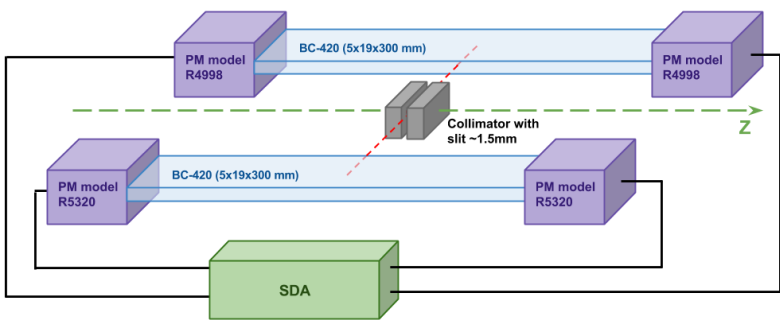 PM model
R4998
BC-420 (5x19x300 mm)
PM model
R4998
Collimator with
slit ~1.5mm
Z
PM model
R5320
BC-420 (5x19x300 mm)
PM model
R5320
SDA